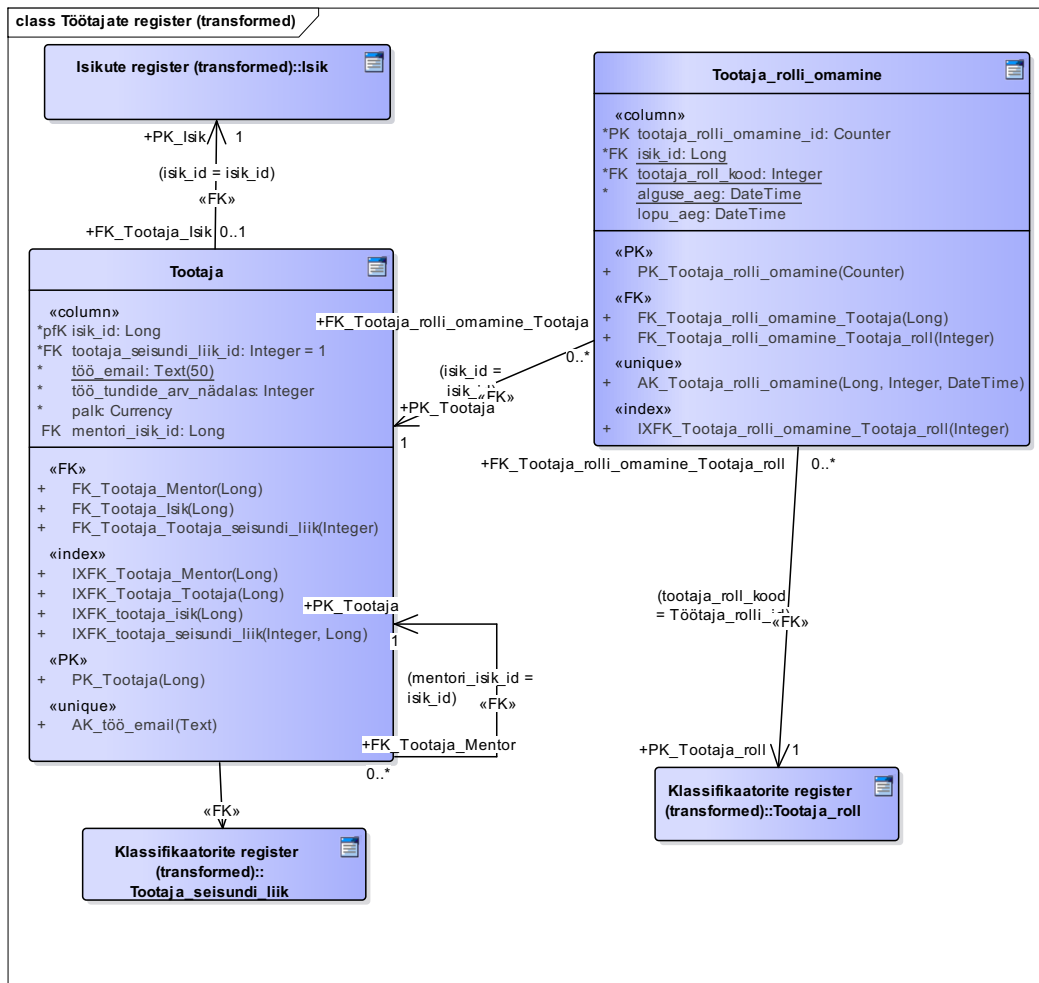 class Töötajate register (transformed)
Isikute register (transformed)::Isik
+PK_Isik
1
(isik_id = isik_id)
«FK»
+FK_Tootaja_Isik
0..1
Tootaja
«column»
*pfK isik_id: Long
*FK tootaja_seisundi_liik_id: Integer = 1
* töö_email: Text(50)
* töö_tundide_arv_nädalas: Integer
* palk: Currency
FK mentori_isik_id: Long
«FK»
+ FK_Tootaja_Mentor(Long)
+ FK_Tootaja_Isik(Long)
+ FK_Tootaja_Tootaja_seisundi_liik(Integer)
«index»
+ IXFK_Tootaja_Mentor(Long)
+ IXFK_Tootaja_Tootaja(Long)
+ IXFK_tootaja_isik(Long)
+ IXFK_tootaja_seisundi_liik(Integer, Long)
«PK»
+ PK_Tootaja(Long)
«unique»
+ AK_töö_email(Text)
Tootaja_rolli_omamine
«column»
*PK tootaja_rolli_omamine_id: Counter
*FK isik_id: Long
*FK tootaja_roll_kood: Integer
* alguse_aeg: DateTime
lopu_aeg: DateTime
«PK»
+ PK_Tootaja_rolli_omamine(Counter)
«FK»
+ FK_Tootaja_rolli_omamine_Tootaja(Long)
+ FK_Tootaja_rolli_omamine_Tootaja_roll(Integer)
«unique»
+ AK_Tootaja_rolli_omamine(Long, Integer, DateTime)
«index»
+ IXFK_Tootaja_rolli_omamine_Tootaja_roll(Integer)
+FK_Tootaja_rolli_omamine_Tootaja
0..*
(isik_id =
isik_id)
«FK»
+PK_Tootaja
1
+FK_Tootaja_rolli_omamine_Tootaja_roll
0..*
(tootaja_roll_kood
= Töötaja_rolli_id)
«FK»
+PK_Tootaja_roll
1
+PK_Tootaja
1
(mentori_isik_id =
isik_id)
«FK»
+FK_Tootaja_Mentor
0..*
«FK»
Klassifikaatorite register
(transformed)::
Tootaja_seisundi_liik
Klassifikaatorite register
(transformed)::Tootaja_roll